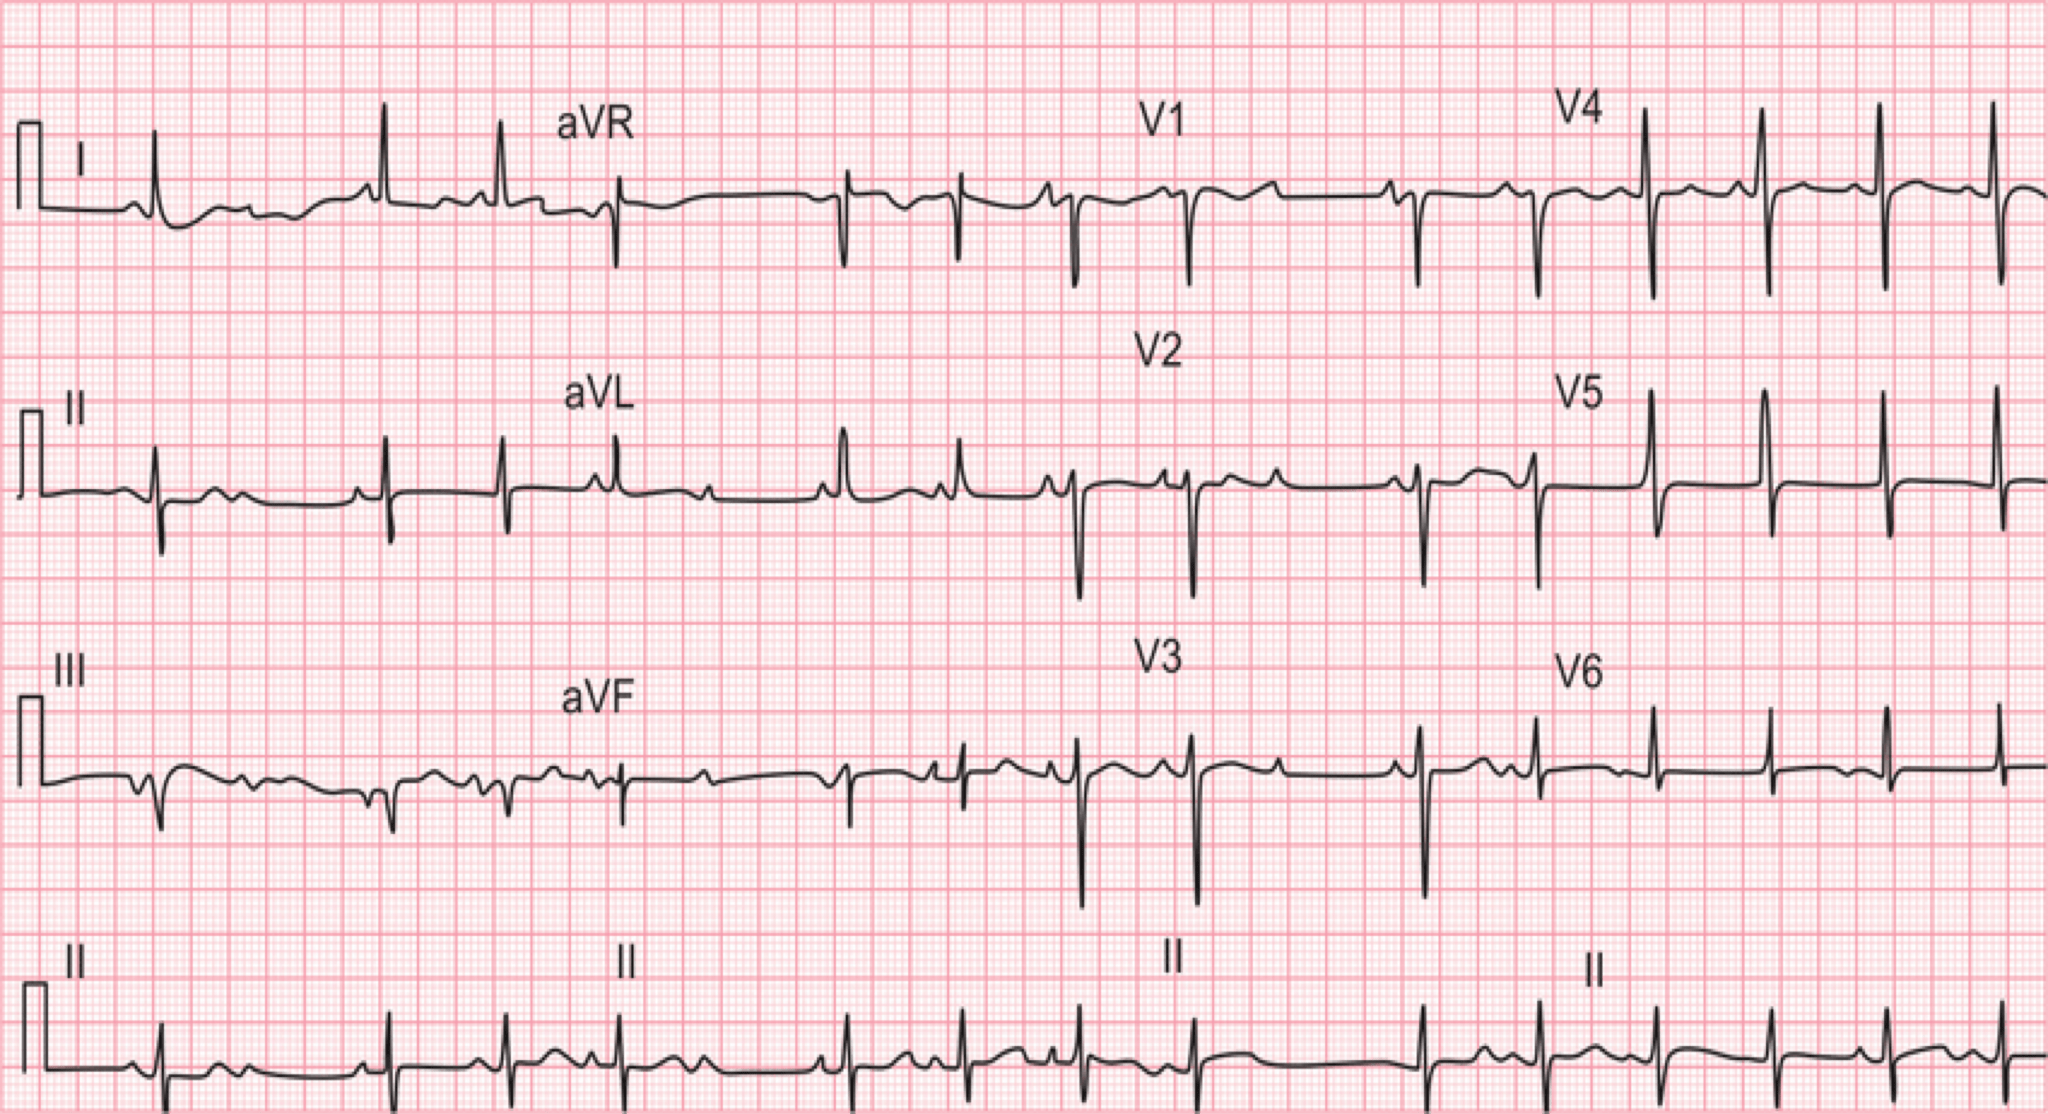 I aVR V1 V4
II aVL V2 V5
III aVF V3 V6
II II II II